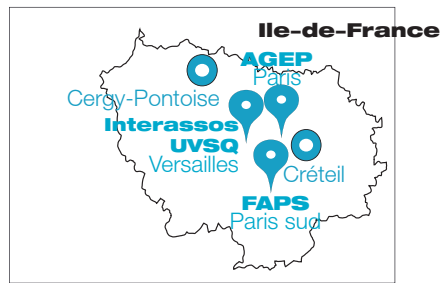 Ile-de-France
AGEP
Paris
Cergy-Pontoise
Interassos
UVSQ
Versailles
Créteil
FAPS
Paris sud